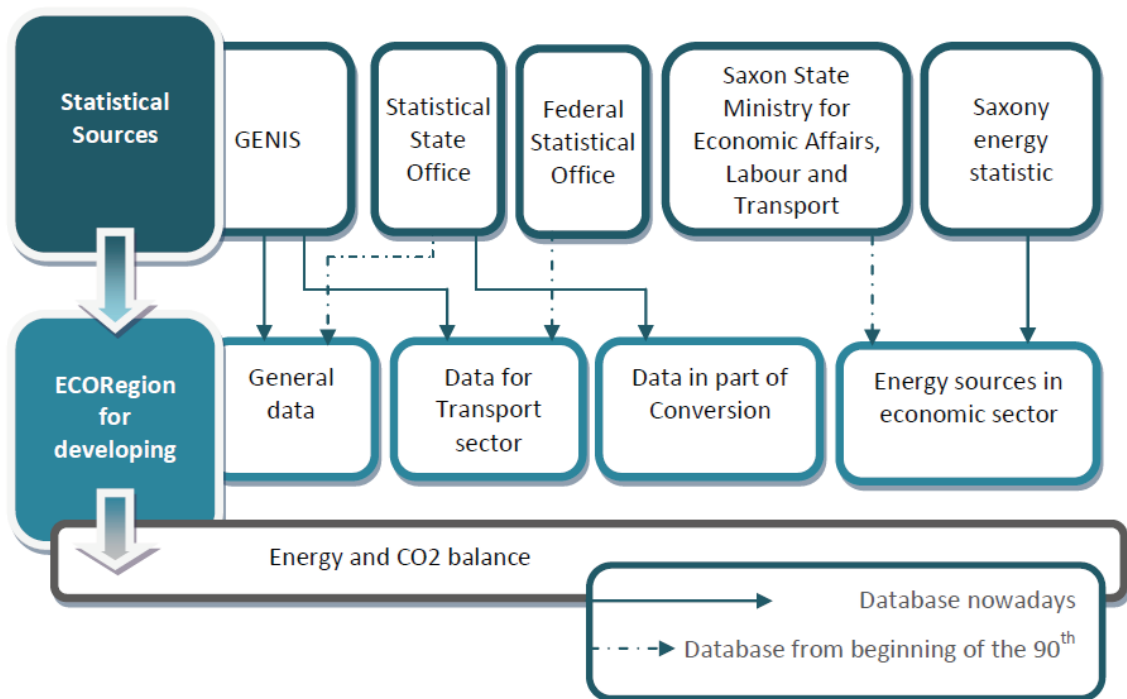 Statistical
Sources
GENIS
Statistical
State
Office
Federal
Statistical
Office
Saxon State
Ministry for
Economic Affairs,
Labour and
Transport
Saxony
energy
statistic
ECORegion
for
developing
General
data
Data for
Transport
sector
Data in part of
Conversion
Energy sources in
economic sector
Energy and CO2 balance
Database nowadays
Database from beginning of the 90th